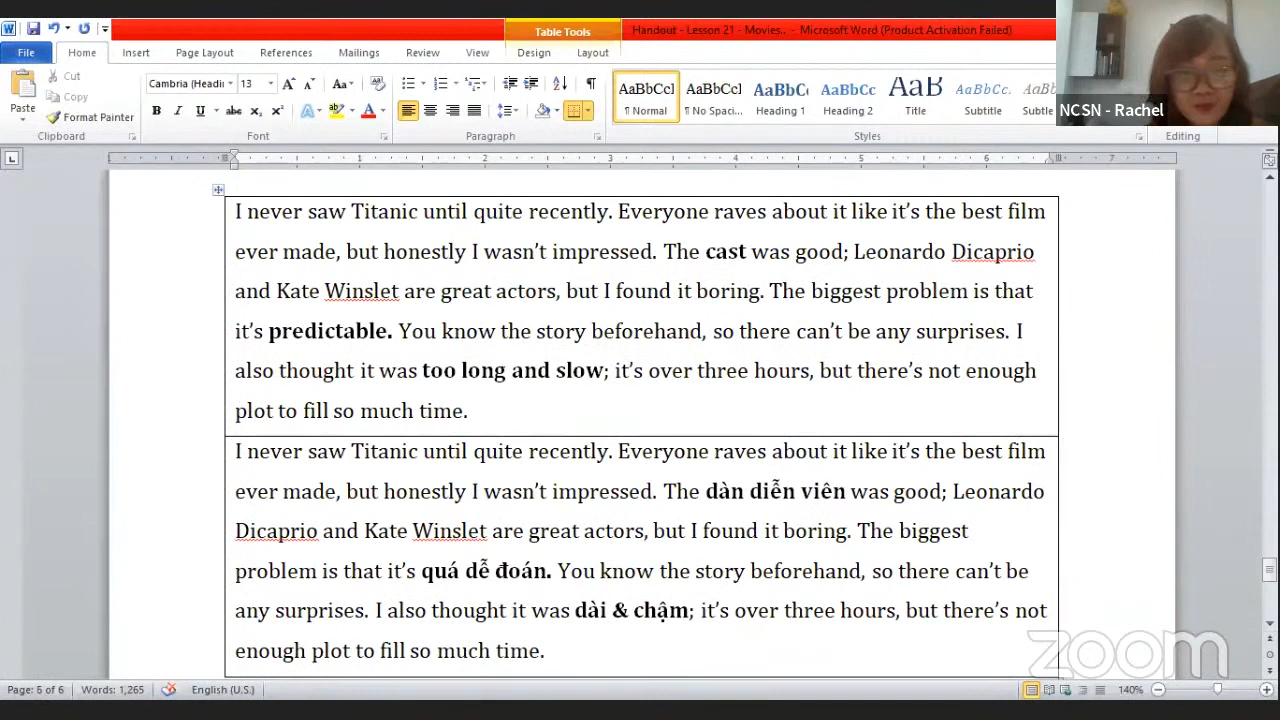 Table Tools
Handout - Lesson 21 - Movies.. - Microsoft Word (Product Activation Failed)
File Home Insert Page Layout References Mailings Review View Design Layout
NCSN - Rachel
Cut
Copy
Format Painter
Paste
Cambria (Headi 13
AaBbCcI AaBbCcI AaBbCc AaBbCc AaB AaBbCc.
¶ Normal ¶ No Spaci... Heading 1 Heading 2 Title Subtitle Subtle
Clipboard Font Paragraph Styles Editing
I never saw Titanic until quite recently. Everyone raves about it like it’s the best film
ever made, but honestly I wasn’t impressed. The cast was good; Leonardo Dicaprio
and Kate Winslet are great actors, but I found it boring. The biggest problem is that
it’s predictable. You know the story beforehand, so there can’t be any surprises. I
also thought it was too long and slow; it’s over three hours, but there’s not enough
plot to fill so much time.
I never saw Titanic until quite recently. Everyone raves about it like it’s the best film
ever made, but honestly I wasn’t impressed. The dàn diễn viên was good; Leonardo
Dicaprio and Kate Winslet are great actors, but I found it boring. The biggest
problem is that it’s quá dễ đoán. You know the story beforehand, so there can’t be
any surprises. I also thought it was dài & chậm; it’s over three hours, but there’s not
enough plot to fill so much time.
zoom
Page: 5 of 6 Words: 1,265 English (U.S.) 140%